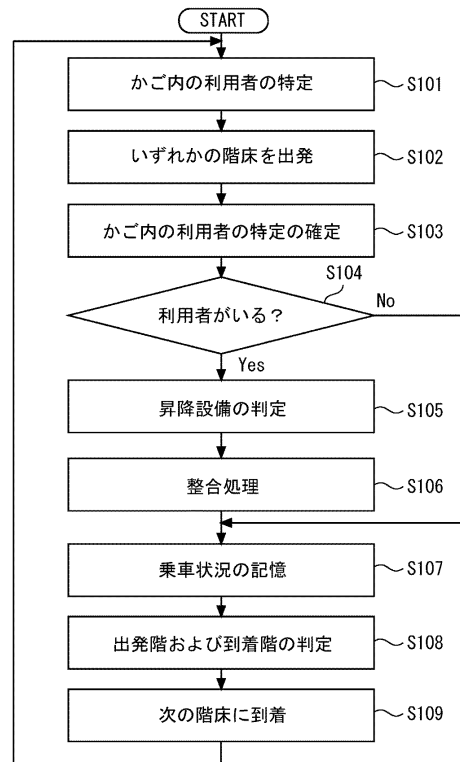 START
かご内の利用者の特定
S101
いずれかの階床を出発
S102
かご内の利用者の特定の確定
S103
S104
利用者がいる？
No
Yes
昇降設備の判定
S105
整合処理
S106
乗車状況の記憶
S107
出発階および到着階の判定
S108
次の階床に到着
S109